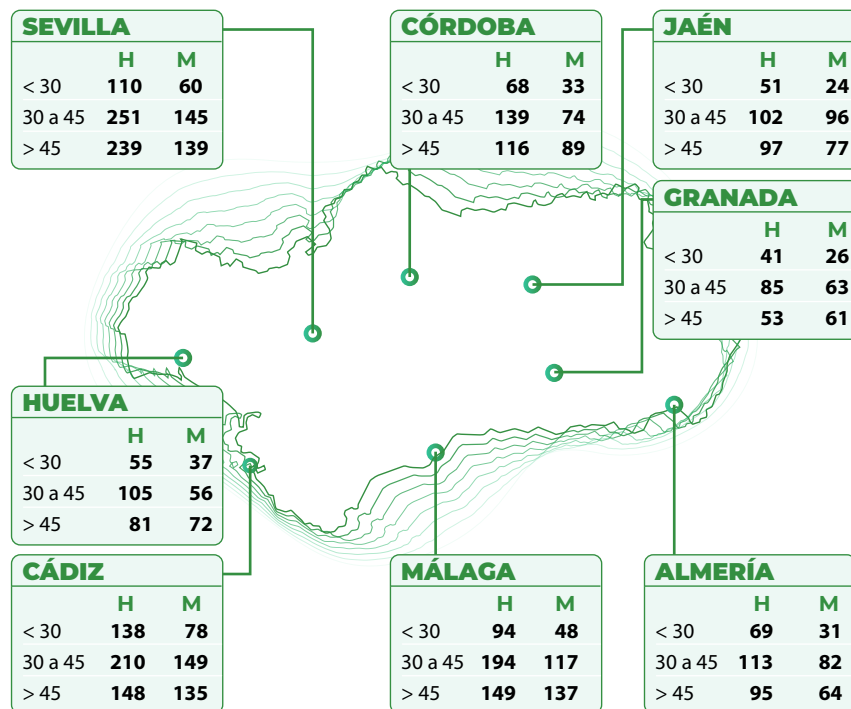 SEVILLA
H M
< 30 110 60
30 a 45 251 145
> 45 239 139
CÓRDOBA
H M
< 30 68 33
30 a 45 139 74
> 45 116 89
JAÉN
H M
< 30 51 24
30 a 45 102 96
> 45 97 77
GRANADA
H M
< 30 41 26
30 a 45 85 63
> 45 53 61
HUELVA
H M
< 30 55 37
30 a 45 105 56
> 45 81 72
CÁDIZ
H M
< 30 138 78
30 a 45 210 149
> 45 148 135
MÁLAGA
H M
< 30 94 48
30 a 45 194 117
> 45 149 137
ALMERÍA
H M
< 30 69 31
30 a 45 113 82
> 45 95 64